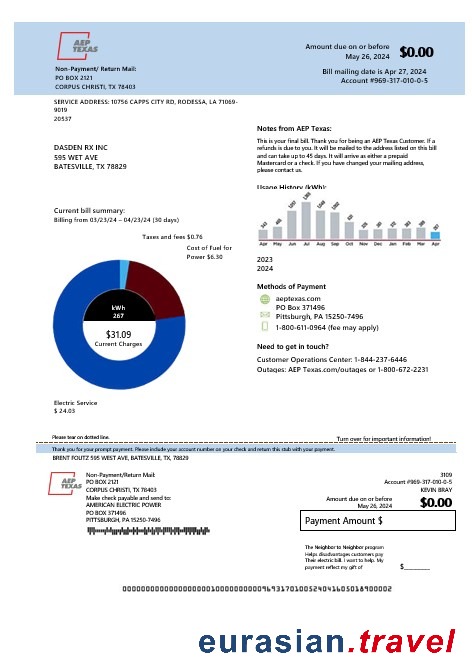 AEP
TEXAS
Non-Payment/ Return Mail:
PO BOX 2121
CORPUS CHRISTI, TX 78403
Amount due on or before
May 26, 2024
$0.00
Bill mailing date is Apr 27, 2024
Account #969-317-010-0-5
SERVICE ADDRESS: 10756 CAPPS CITY RD, RODESSA, LA 71069-
9019
20537
DASDEN RX INC
595 WET AVE
BATESVILLE, TX 78829
Notes from AEP Texas:
This is your final bill. Thank you for being an AEP Texas Customer. If a
refunds is due to you. It will be mailed to the address listed on this bill
and can take up to 45 days. It will arrive as either a prepaid
Mastercard or a check. If you have changed your mailing address,
please contact us.
Usage History (kWh):
Apr May Jun Jul Aug Sep Oct Nov Dec Jan Feb Mar Apr
2023
2024
Current bill summary:
Billing from 03/23/24 – 04/23/24 (30 days)
Taxes and fees $0.76
Cost of Fuel for
Power $6.30
kWh
267
$31.09
Current Charges
Electric Service
$ 24.03
Methods of Payment
aeptexas.com
PO Box 371496
Pittsburgh, PA 15250-7496
1-800-611-0964 (fee may apply)
Need to get in touch?
Customer Operations Center: 1-844-237-6446
Outages: AEP Texas.com/outages or 1-800-672-2231
Please tear on dotted line.
Turn over for important information!
Thank you for your prompt payment. Please include your account number on your check and return this stub with your payment.
BRENT FOUTZ 595 WEST AVE, BATESVILLE, TX, 78829
AEP
TEXAS
Non-Payment/Return Mail:
PO BOX 2121
CORPUS CHRISTI, TX 78403
Make check payable and send to:
AMERICAN ELECTRIC POWER
PO BOX 371496
PITTSBURGH, PA 15250-7496
3109
Account #969-317-010-0-5
KEVIN BRAY
Amount due on or before
May 26, 2024
$0.00
Payment Amount $
The Neighbor to Neighbor program
Helps disadvantaged customers pay
Their electric bill. I want to help. My
payment reflect my gift of
$_______
eurasian.travel